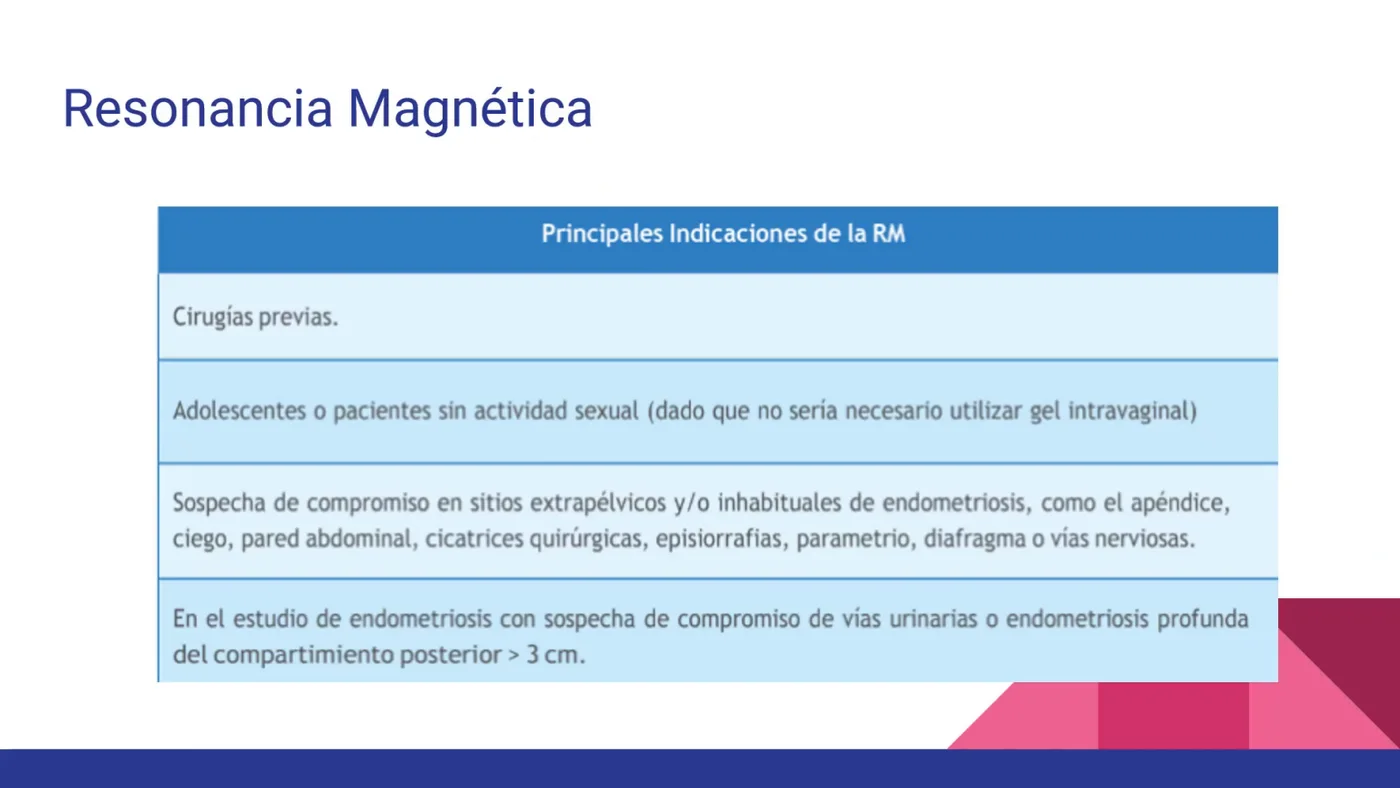 Resonancia Magnética
Principales Indicaciones de la RM
Cirugías previas.
Adolescentes o pacientes sin actividad sexual (dado que no sería necesario utilizar gel intravaginal)
Sospecha de compromiso en sitios extrapélvicos y/o inhabituales de endometriosis, como el apéndice,
ciego, pared abdominal, cicatrices quirúrgicas, episiorrafias, parametrio, diafragma o vías nerviosas.
En el estudio de endometriosis con sospecha de compromiso de vías urinarias o endometriosis profunda
del compartimiento posterior > 3 cm.